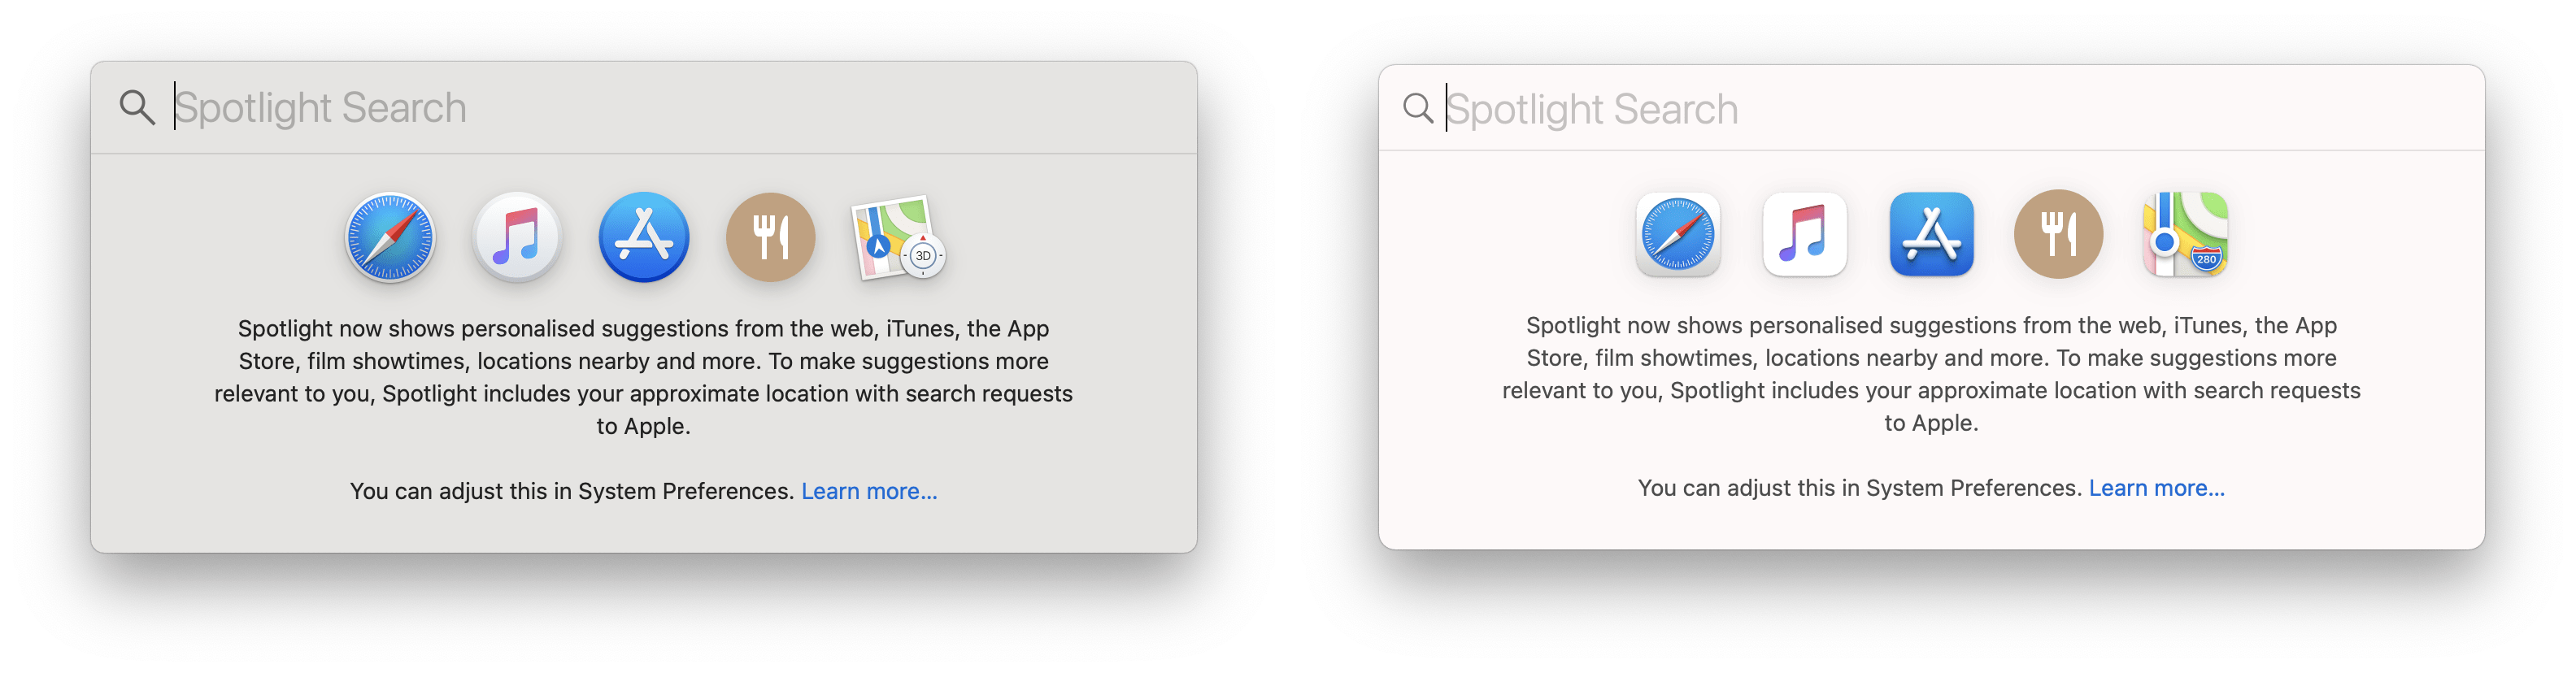 Spotlight Search
3D
Spotlight now shows personalised suggestions from the web, iTunes, the App
Store, film showtimes, locations nearby and more. To make suggestions more
relevant to you, Spotlight includes your approximate location with search requests
to Apple.
You can adjust this in System Preferences. Learn more...
Spotlight Search
280
Spotlight now shows personalised suggestions from the web, iTunes, the App
Store, film showtimes, locations nearby and more. To make suggestions more
relevant to you, Spotlight includes your approximate location with search requests
to Apple.
You can adjust this in System Preferences. Learn more...